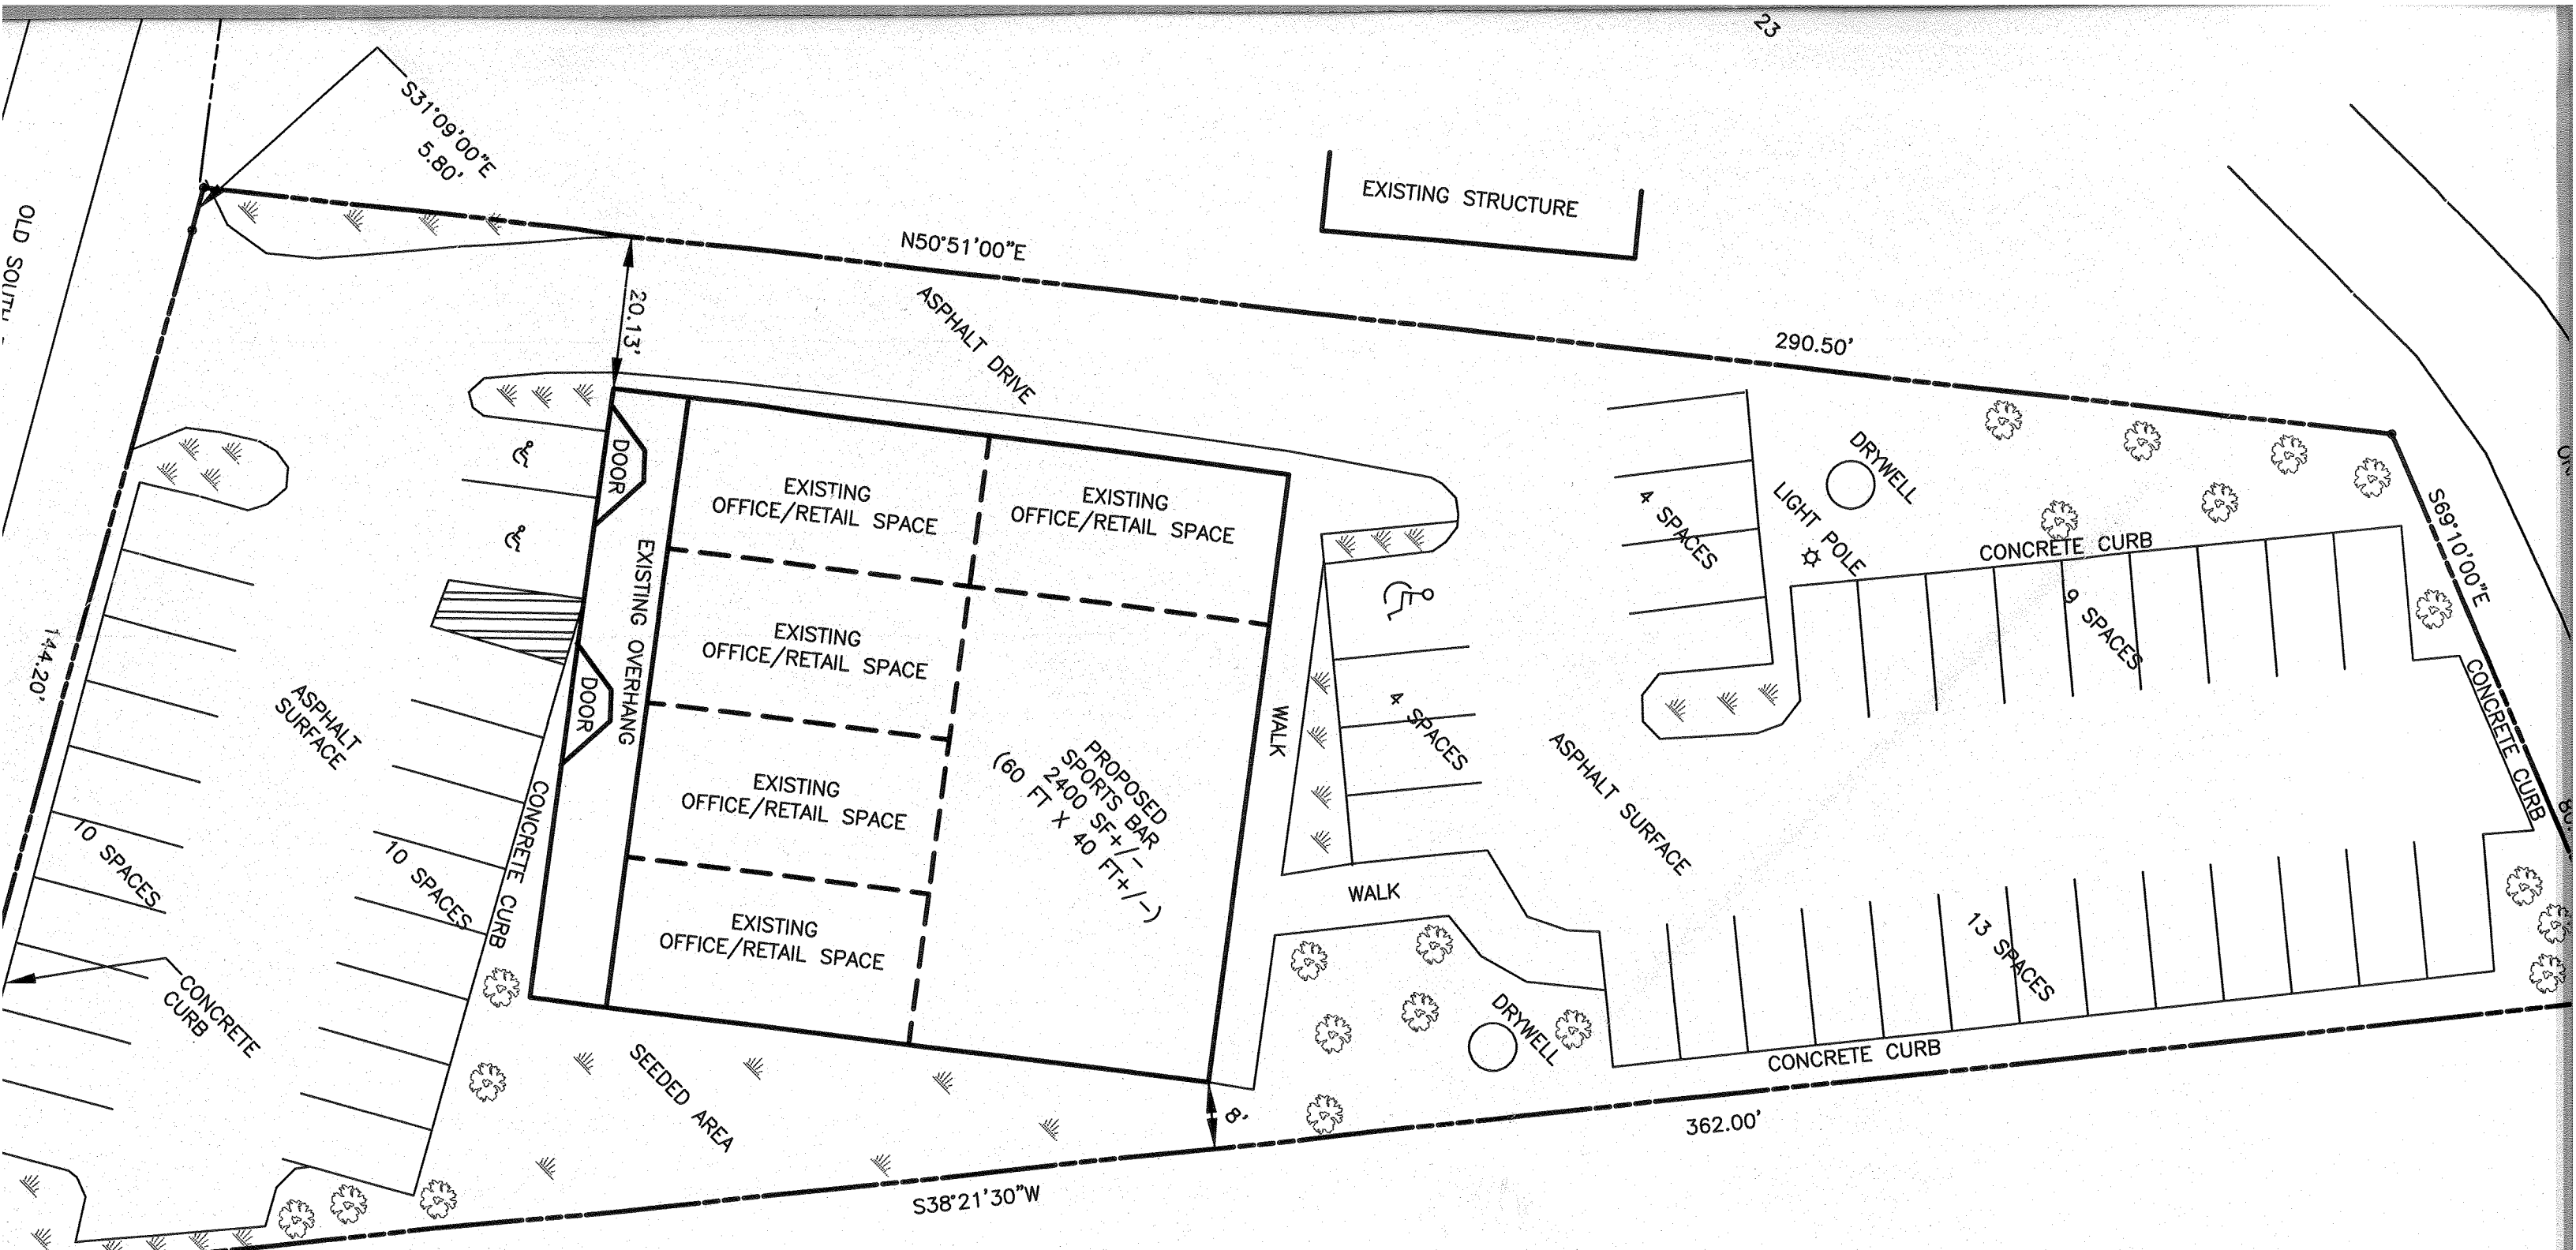 23
S31°09'00"E
5.80'
OLD SOUTH
EXISTING STRUCTURE
N50°51'00"E
20.13'
ASPHALT DRIVE
290.50'
DOOR
EXISTING
OFFICE/RETAIL SPACE
EXISTING
OFFICE/RETAIL SPACE
4 SPACES
DRYWELL
LIGHT POLE
CONCRETE CURB
S69°10'00"E
9 SPACES
EXISTING OVERHANG
EXISTING
OFFICE/RETAIL SPACE
144.20'
ASPHALT
SURFACE
DOOR
WALK
4 SPACES
CONCRETE CURB
PROPOSED
SPORTS BAR
2400 SF+/-
(60 FT X 40 FT+/-)
ASPHALT SURFACE
EXISTING
OFFICE/RETAIL SPACE
10 SPACES
10 SPACES
CONCRETE CURB
WALK
EXISTING
OFFICE/RETAIL SPACE
13 SPACES
CONCRETE
CURB
DRYWELL
SEEDED AREA
CONCRETE CURB
8'
362.00'
S38°21'30"W